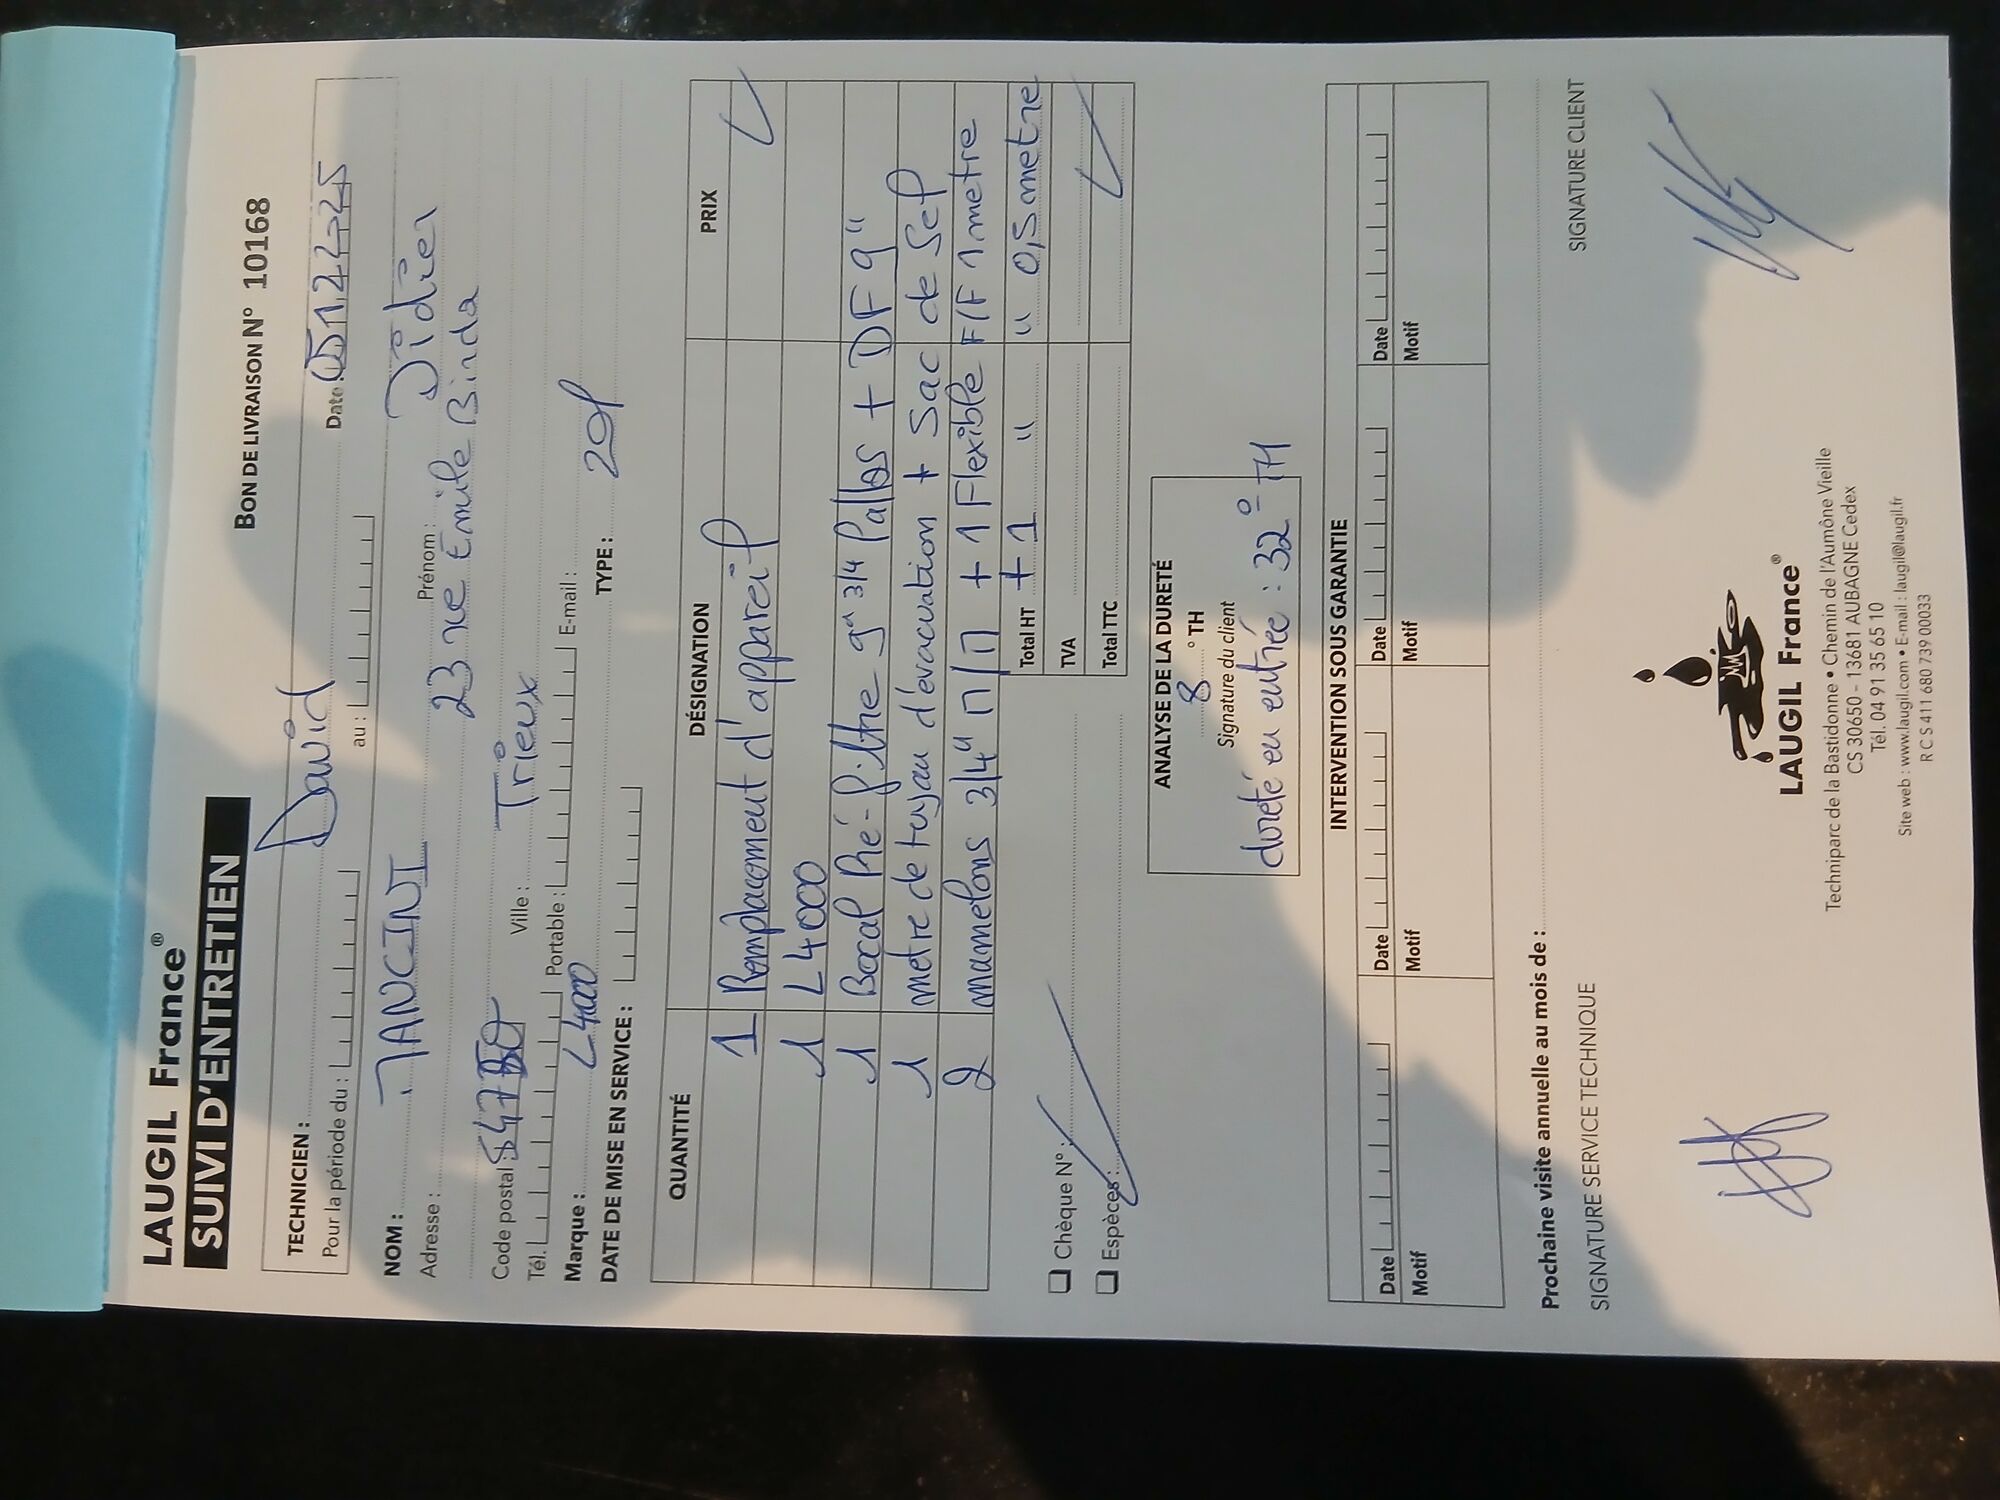 LAUGIL France®
SUIVI D'ENTRETIEN
BON DE LIVRAISON N° 10168
TECHNICIEN : David
Date : 05122025
Pour la période du : au :
NOM : MANCINI Prénom : Didier
Adresse : 23 rue Emile Binda
Code postal : 54750 Ville : Trieux
Tél. Portable : E-mail :
Marque : L4000 TYPE : 20l
DATE DE MISE EN SERVICE :
QUANTITÉ DÉSIGNATION PRIX
1 Remplacement d'appareil
1 L4000
1 Bocal Pré-filtre 9" 3/4 Pallas + DF 9"
1 metre de tuyau d'évacuation + Sac de Sel
2 mamelons 3/4" M/M + 1 Flexible F/F 1 metre
Total HT + 1 " " 0,5 metre
TVA
Total TTC
❑ Chèque N° :
❑ Espèces :
ANALYSE DE LA DURETÉ
8 ° TH
Signature du client
dureté en entrée : 32° TH
INTERVENTION SOUS GARANTIE
Date Date Date Date
Motif Motif Motif Motif
Prochaine visite annuelle au mois de :
SIGNATURE SERVICE TECHNIQUE SIGNATURE CLIENT
LAUGIL France®
Techniparc de la Bastidonne • Chemin de l'Aumône Vieille
CS 30650 - 13681 AUBAGNE Cedex
Tél. 04 91 35 65 10
Site web : www.laugil.com • E-mail : laugil@laugil.fr
R C S 411 680 739 00033